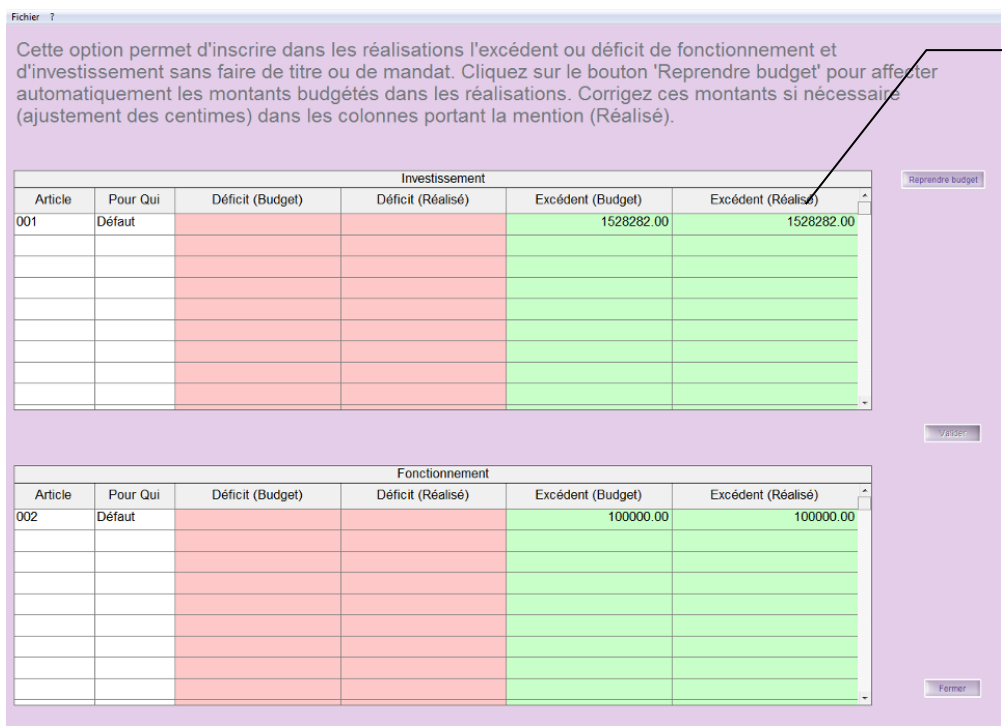 Fichier ?
Cette option permet d'inscrire dans les réalisations l'excédent ou déficit de fonctionnement et
d'investissement sans faire de titre ou de mandat. Cliquez sur le bouton 'Reprendre budget' pour affecter
automatiquement les montants budgétés dans les réalisations. Corrigez ces montants si nécessaire
(ajustement des centimes) dans les colonnes portant la mention (Réalisé).
Investissement
Reprendre budget
Article Pour Qui Déficit (Budget) Déficit (Réalisé) Excédent (Budget) Excédent (Réalisé)
001 Défaut 1528282.00 1528282.00
Valider
Fonctionnement
Article Pour Qui Déficit (Budget) Déficit (Réalisé) Excédent (Budget) Excédent (Réalisé)
002 Défaut 100000.00 100000.00
Fermer